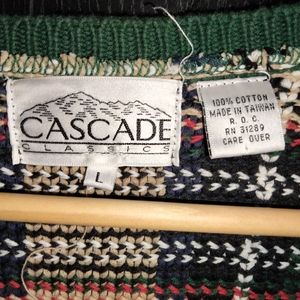 CASCADE
CLASSICS
L
100% COTTON
MADE IN TAIWAN
R. O. C.
RN 31289
CARE OVER